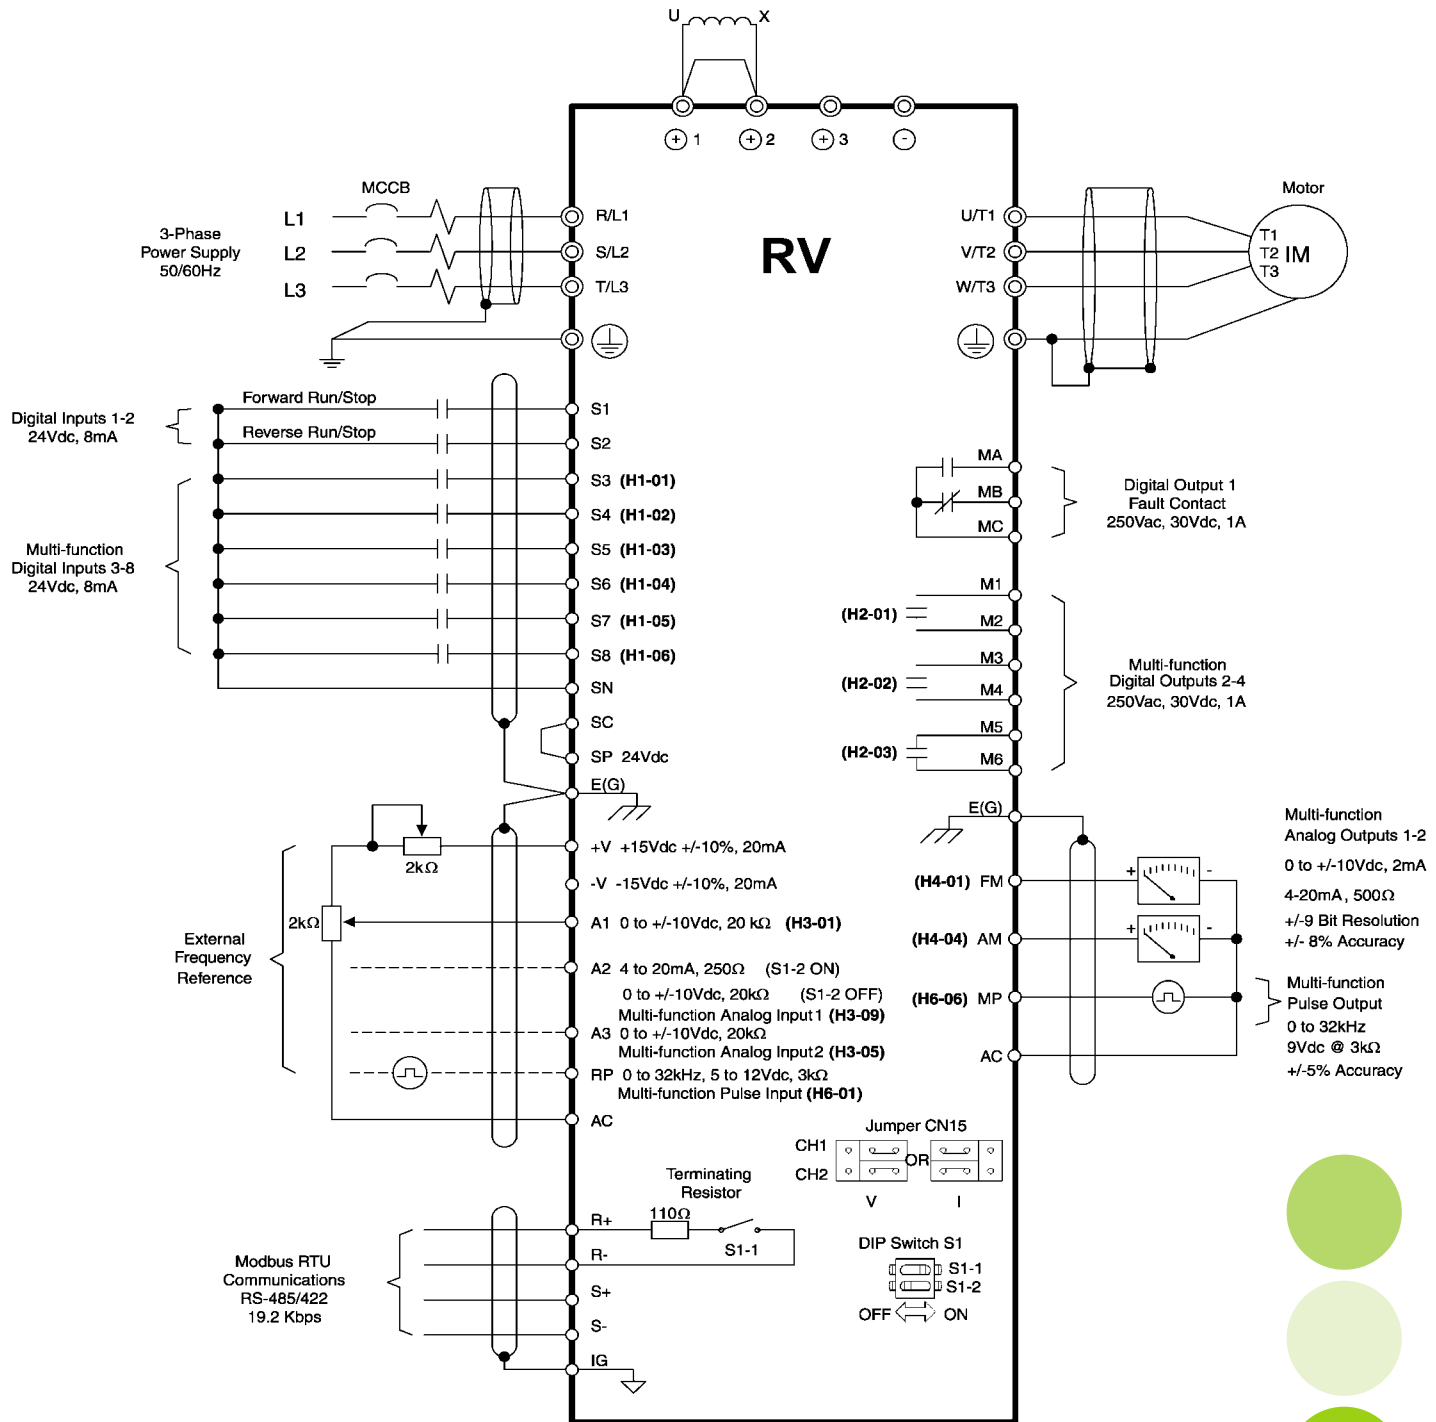 U X
+ 1 + 2 + 3 -
MCCB
L1
L2
L3
3-Phase
Power Supply
50/60Hz
R/L1
S/L2
T/L3
RV
U/T1
V/T2
W/T3
Motor
T1
T2
T3
IM
Digital Inputs 1-2
24Vdc, 8mA
Forward Run/Stop
Reverse Run/Stop
S1
S2
S3 (H1-01)
S4 (H1-02)
S5 (H1-03)
S6 (H1-04)
S7 (H1-05)
S8 (H1-06)
SN
SC
SP 24Vdc
E(G)
Multi-function
Digital Inputs 3-8
24Vdc, 8mA
MA
MB
MC
Digital Output 1
Fault Contact
250Vac, 30Vdc, 1A
M1
(H2-01)
M2
M3
(H2-02)
M4
M5
(H2-03)
M6
Multi-function
Digital Outputs 2-4
250Vac, 30Vdc, 1A
External
Frequency
Reference
2kΩ
2kΩ
+V +15Vdc +/-10%, 20mA
-V -15Vdc +/-10%, 20mA
A1 0 to +/-10Vdc, 20 kΩ (H3-01)
A2 4 to 20mA, 250Ω (S1-2 ON)
0 to +/-10Vdc, 20kΩ (S1-2 OFF)
Multi-function Analog Input 1 (H3-09)
A3 0 to +/-10Vdc, 20kΩ
Multi-function Analog Input2 (H3-05)
RP 0 to 32kHz, 5 to 12Vdc, 3kΩ
Multi-function Pulse Input (H6-01)
AC
E(G)
(H4-01) FM
+ -
(H4-04) AM
+ -
(H6-06) MP
AC
Multi-function
Analog Outputs 1-2
0 to +/-10Vdc, 2mA
4-20mA, 500Ω
+/-9 Bit Resolution
+/- 8% Accuracy
Multi-function
Pulse Output
0 to 32kHz
9Vdc @ 3kΩ
+/-5% Accuracy
Jumper CN15
CH1
CH2
OR
V I
Terminating
Resistor
110Ω
S1-1
DIP Switch S1
S1-1
S1-2
OFF ON
Modbus RTU
Communications
RS-485/422
19.2 Kbps
R+
R-
S+
S-
IG